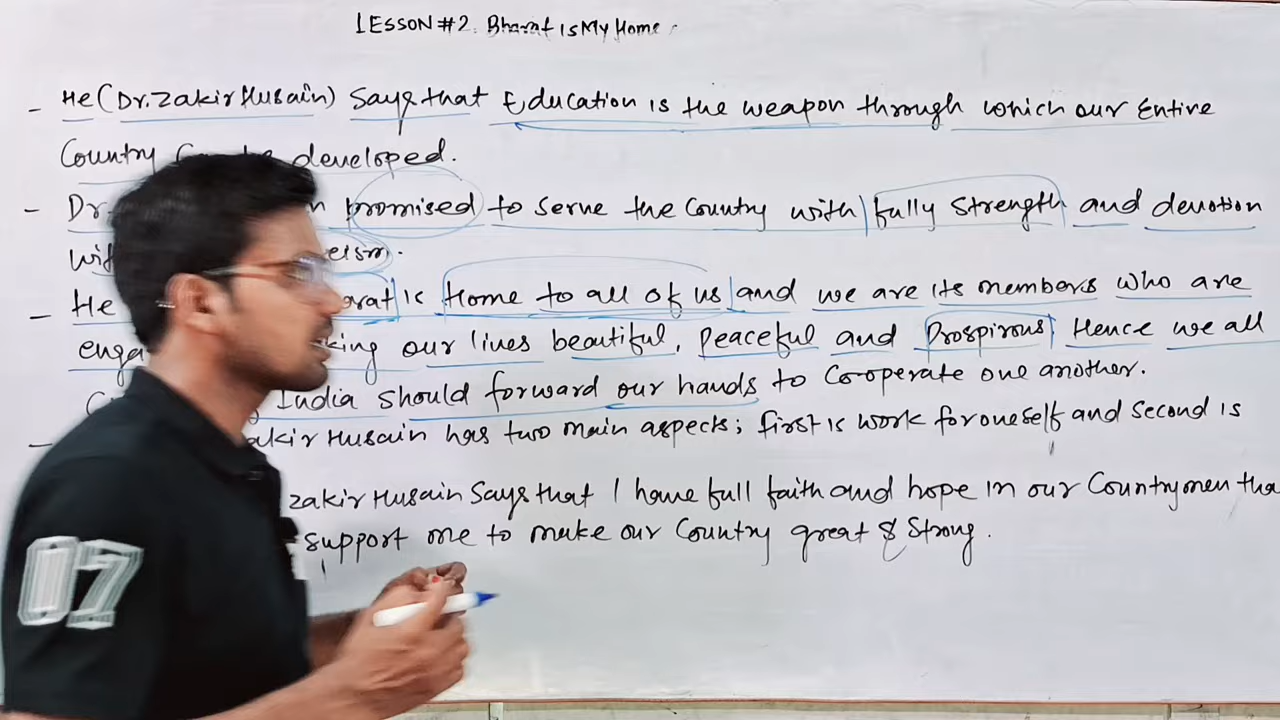 LESSON #2. Bharat is My Home
- He (Dr. Zakir Husain) Says that Education is the weapon through which our Entire
Country developed.
- Dr. promised to serve the Country with fully strength and devotion
- He is Home to all of us and we are its members who are
our lives beautiful, peaceful and Prospirous Hence we all
India should forward our hands to Co-operate one another.
- Husain has two main aspects; first is work for oneself and second is
Zakir Husain Says that I have full faith and hope in our Countrymen
support me to make our Country great & Strong.
07